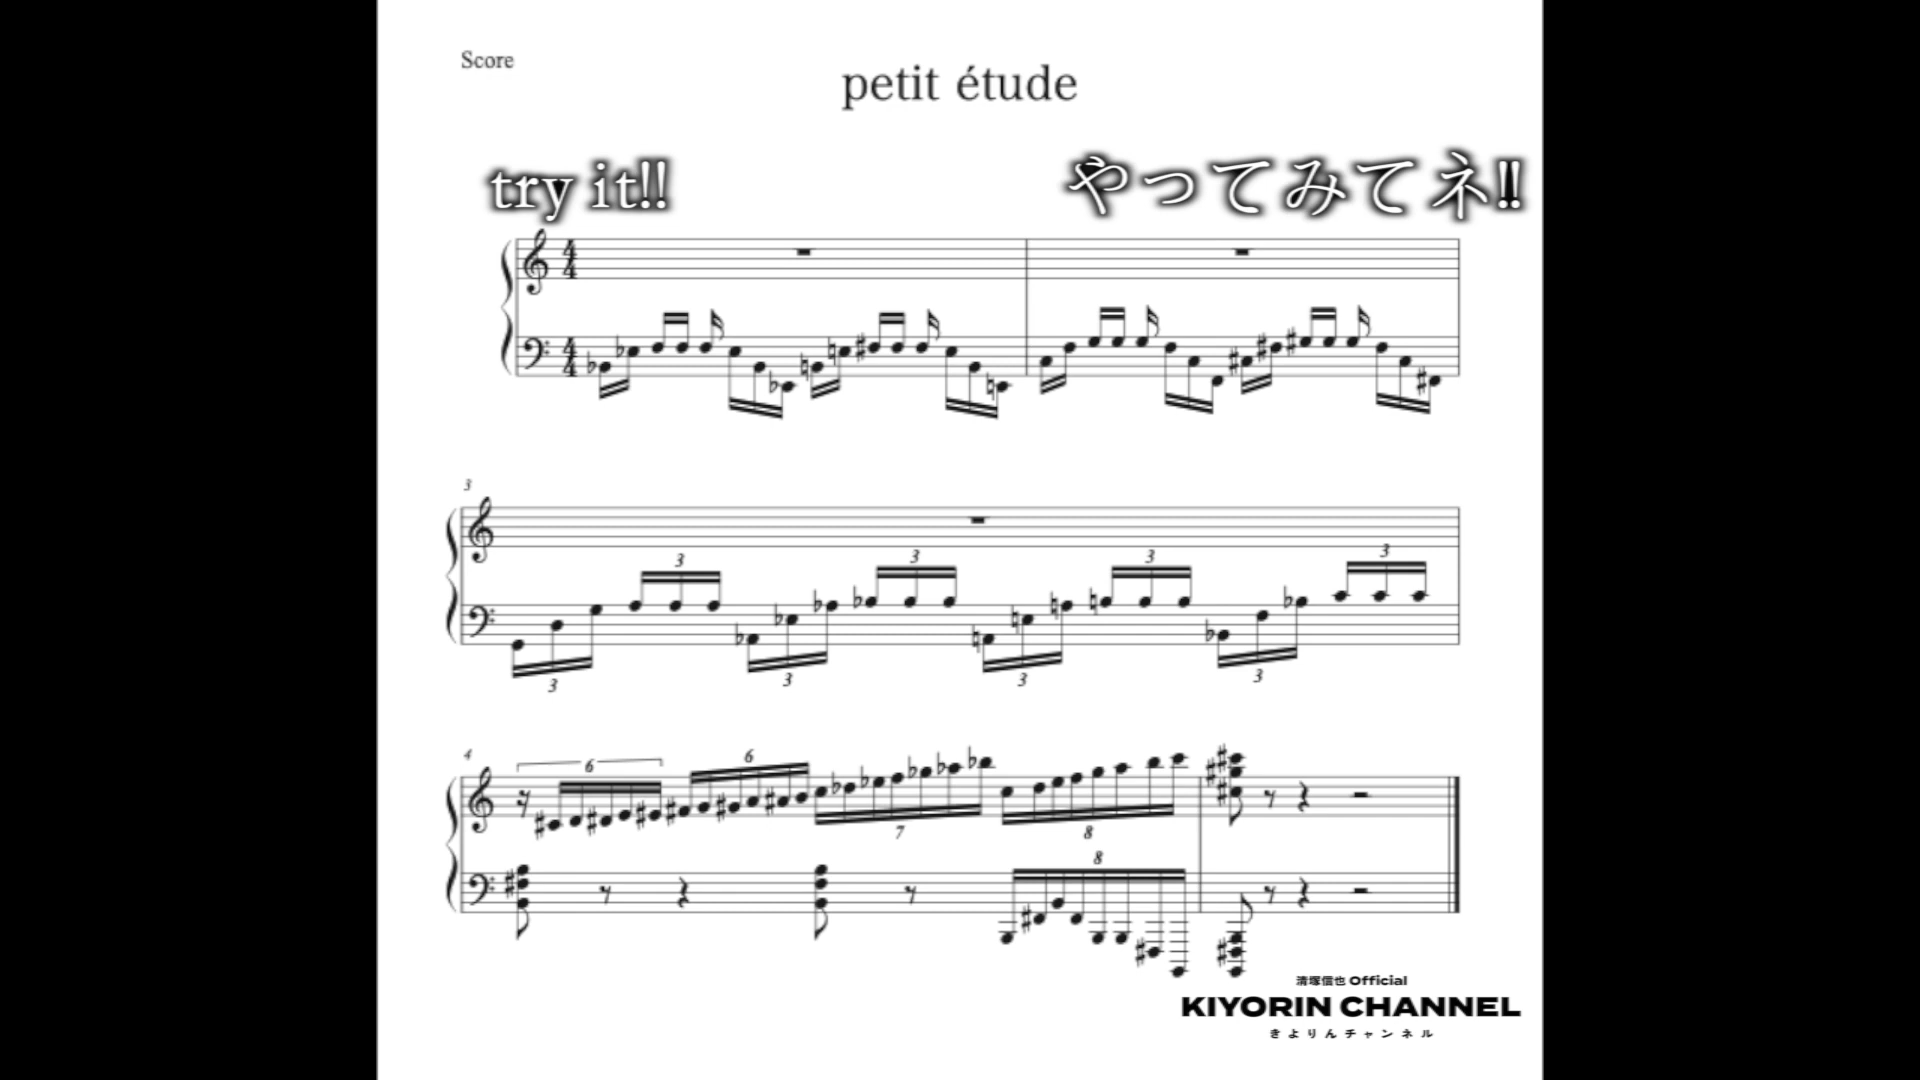 Score
petit étude
try it!! やってみてネ!!
4 4
4 4
3
3 3 3 3
3 3 3 3
4
6 6
7 8
8
清塚信也 Official
KIYORIN CHANNEL
きよりんチャンネル